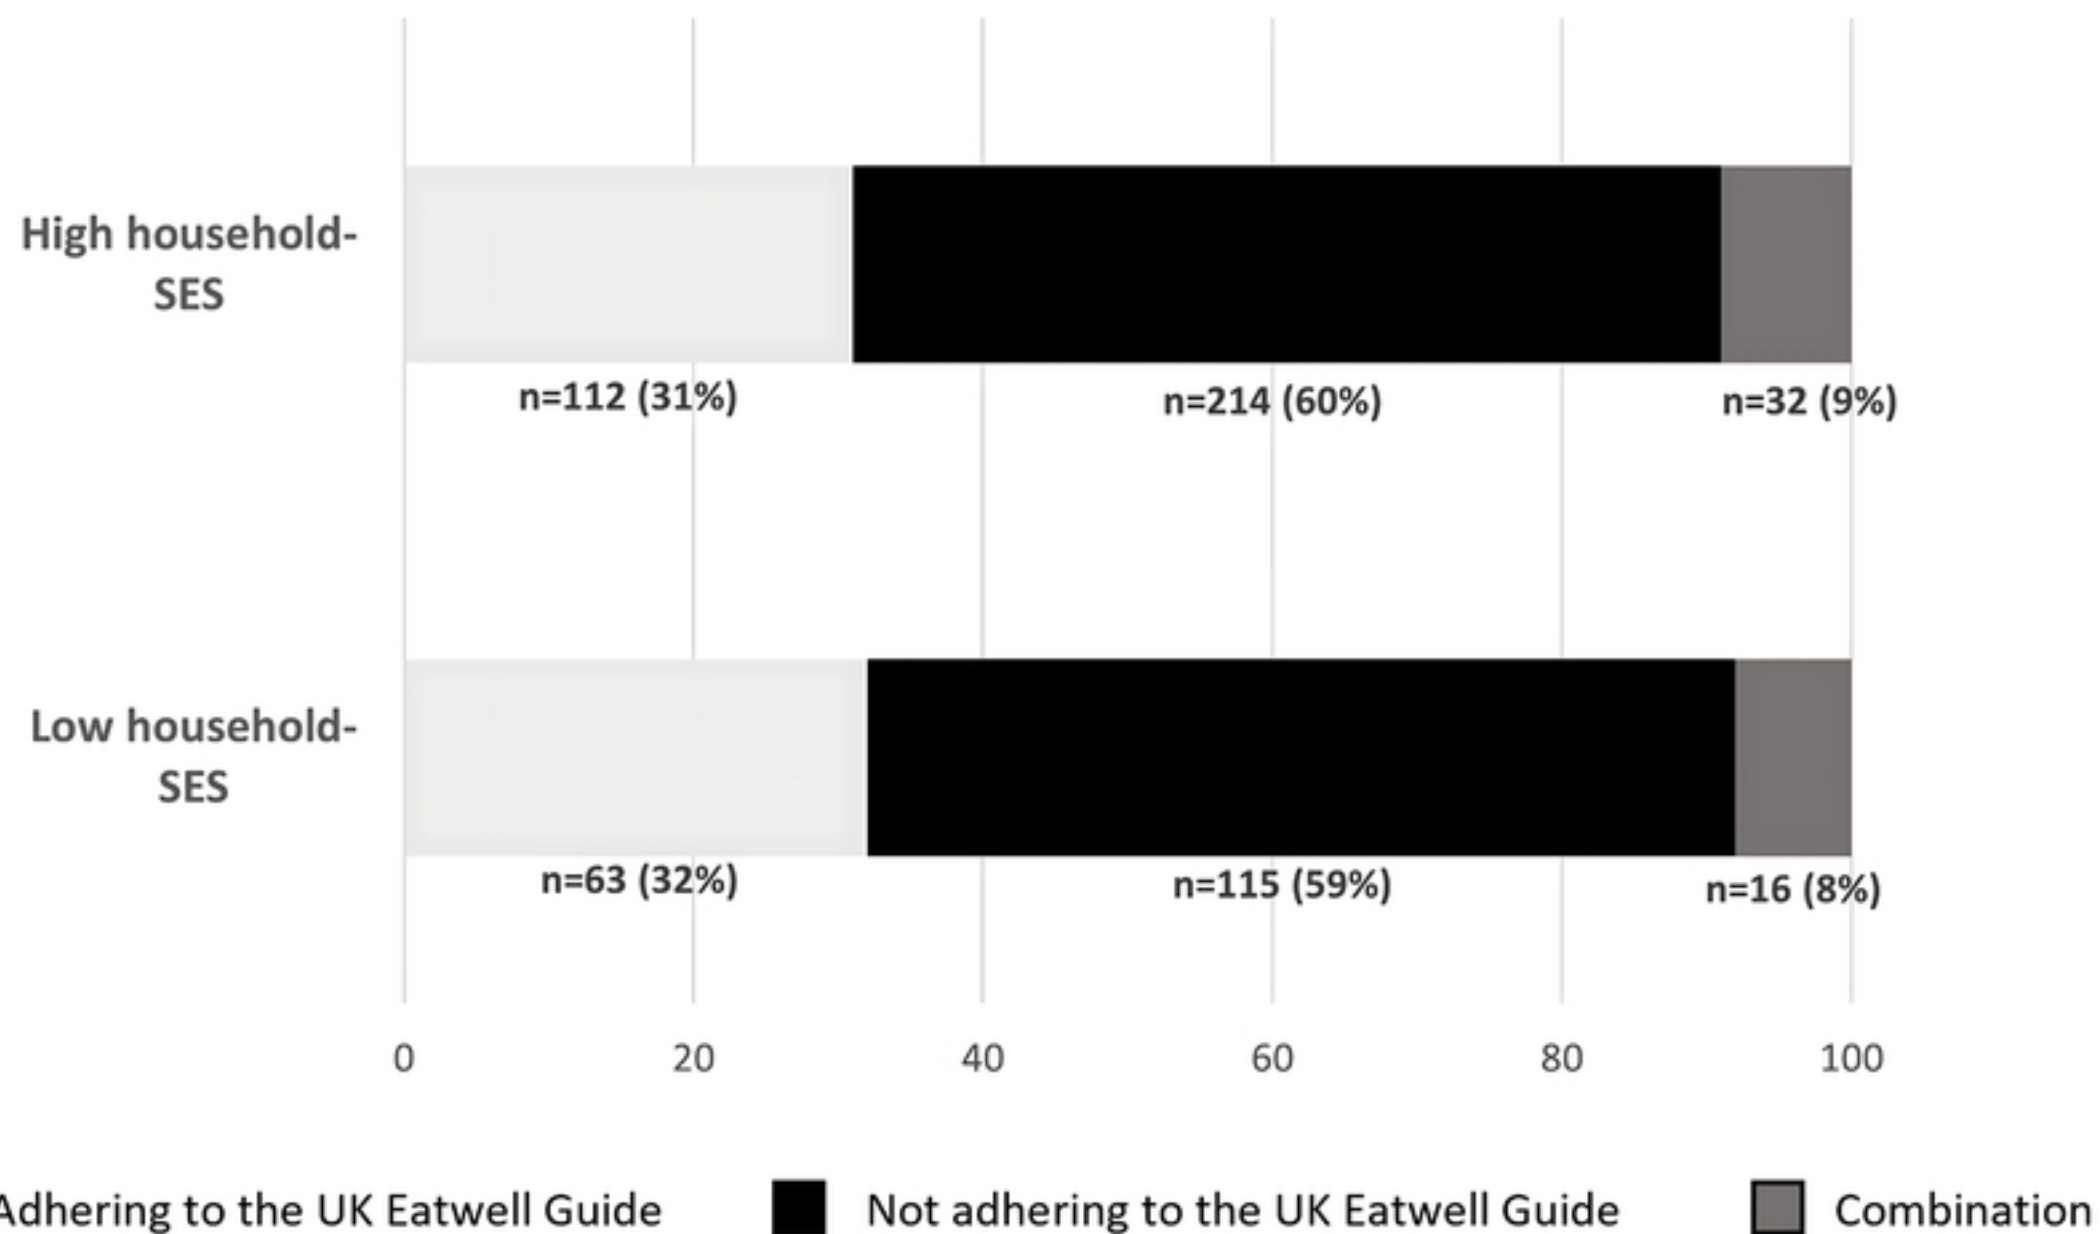 High household-
SES
n=112 (31%) n=214 (60%) n=32 (9%)
Low household-
SES
n=63 (32%) n=115 (59%) n=16 (8%)
0 20 40 60 80 100
Adhering to the UK Eatwell Guide Not adhering to the UK Eatwell Guide Combination